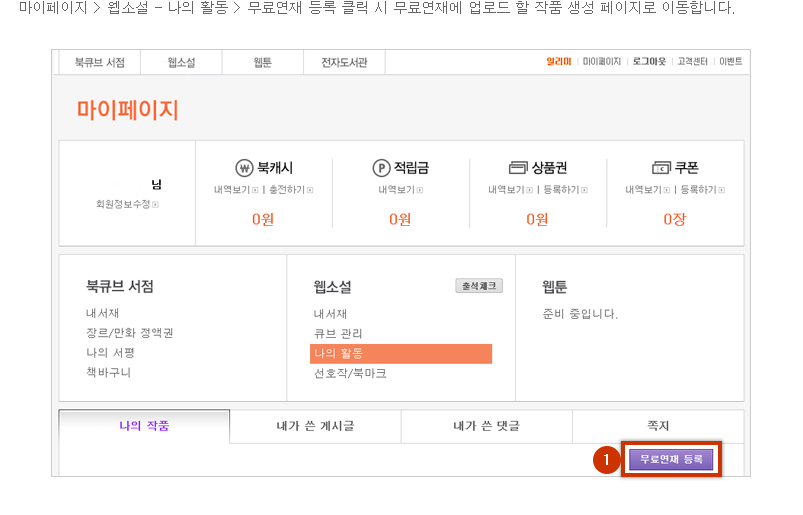 마이페이지 > 웹소설 - 나의 활동 > 무료연재 등록 클릭 시 무료연재에 업로드 할 작품 생성 페이지로 이동합니다.
북큐브 서점 웹소설 웹툰 전자도서관 알리미 | 마이페이지 | 로그아웃 | 고객센터 | 이벤트
마이페이지
님
회원정보수정
₩ 북캐시
내역보기 | 충전하기
0원
P 적립금
내역보기
0원
상품권
내역보기 | 등록하기
0원
쿠폰
내역보기 | 등록하기
0장
북큐브 서점
내서재
장르/만화 정액권
나의 서평
책바구니
웹소설 출석체크
내서재
큐브 관리
나의 활동
선호작/북마크
웹툰
준비 중입니다.
나의 작품 내가 쓴 게시글 내가 쓴 댓글 쪽지
1 무료연재 등록